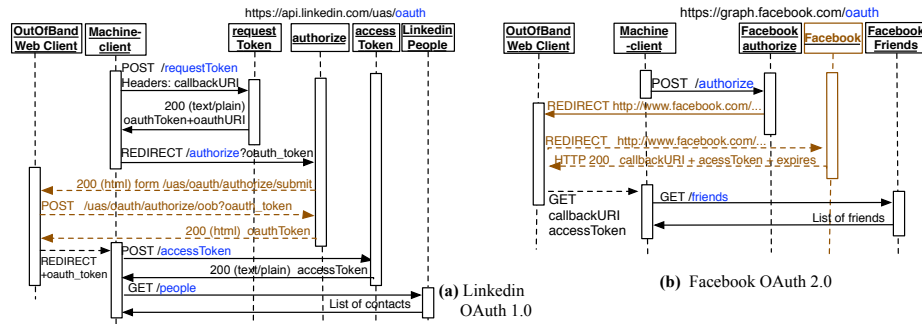 https://api.linkedin.com/uas/oauth
OutOfBand
Web Client
Machine-
client
request
Token
authorize
access
Token
Linkedin
People
POST /requestToken
Headers: callbackURI
200 (text/plain)
oauthToken+oauthURI
REDIRECT /authorize?oauth_token
200 (html) form /uas/oauth/authorize/submit
POST /uas/oauth/authorize/oob?oauth_token
200 (html) oauthToken
REDIRECT
+oauth_token
POST /accessToken
200 (text/plain) accessToken
GET /people
List of contacts
(a) Linkedin
OAuth 1.0
https://graph.facebook.com/oauth
OutOfBand
Web Client
Machine
-client
Facebook
authorize
Facebook
Facebook
Friends
POST /authorize
REDIRECT http://www.facebook.com/...
REDIRECT http://www.facebook.com/...
HTTP 200 callbackURI + acessToken + expires
GET
callbackURI
accessToken
GET /friends
List of friends
(b) Facebook OAuth 2.0